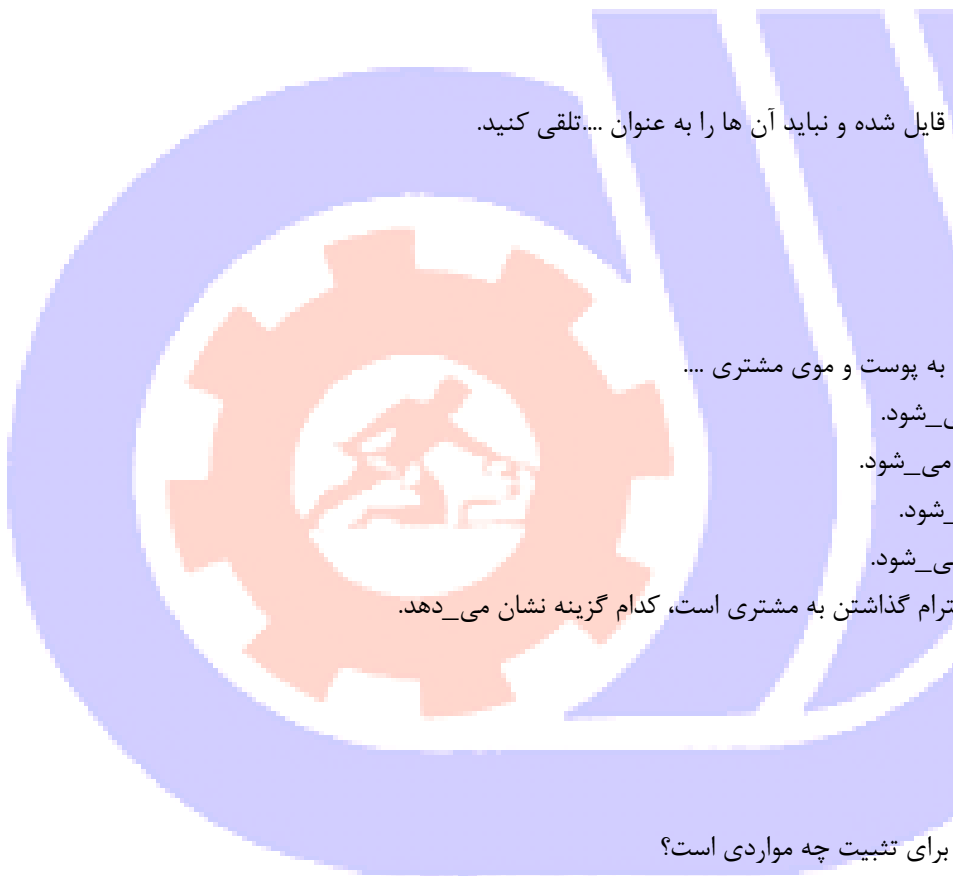 قایل شده و نباید آن ها را به عنوان ....تلقی کنید.
به پوست و موی مشتری ....
ی_شود.
می_شود.
_شود.
ی_شود.
ترام گذاشتن به مشتری است، کدام گزینه نشان می_دهد.
برای تثبیت چه مواردی است؟